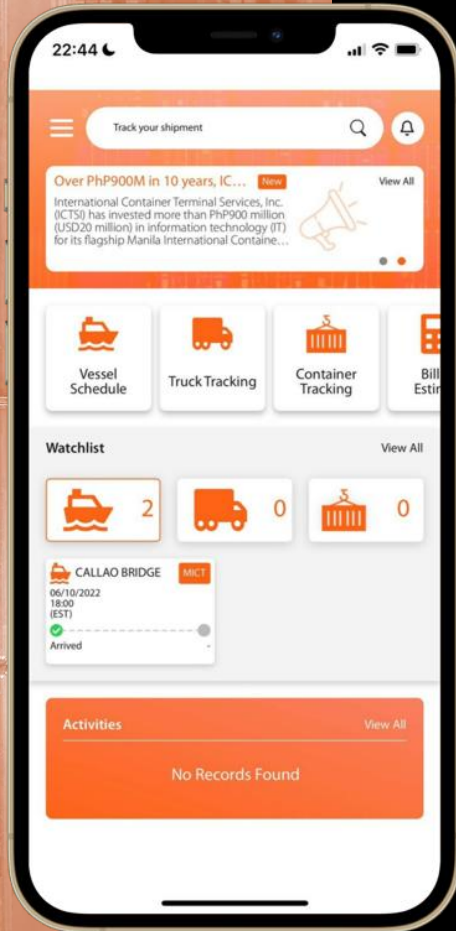 22:44
Track your shipment
Over PhP900M in 10 years, IC... New
View All
International Container Terminal Services, Inc.
(ICTSI) has invested more than PhP900 million
(USD20 million) in information technology (IT)
for its flagship Manila International Containe...
Vessel
Schedule
Truck Tracking
Container
Tracking
Bill
Esti
Watchlist
View All
2
0
0
CALLAO BRIDGE MICT
06/10/2022
18:00
(EST)
Arrived
-
Activities
View All
No Records Found